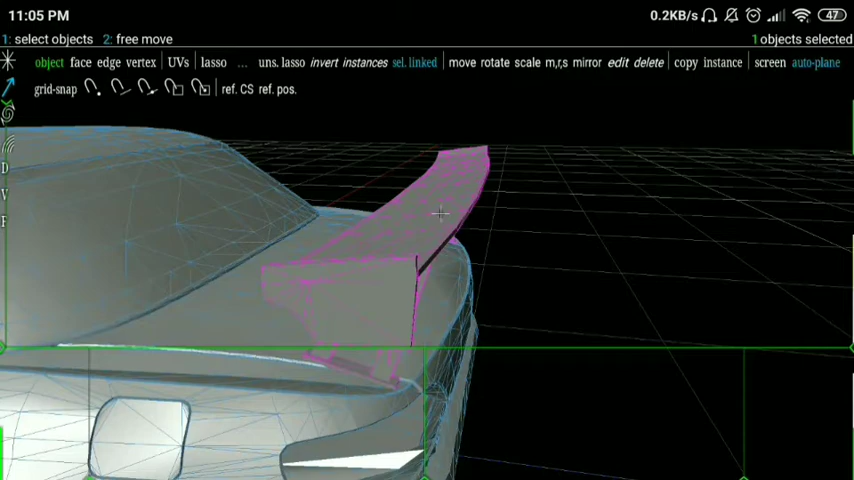 11:05 PM 0.2KB/s 47
1: select objects 2: free move 1 objects selected
object face edge vertex UVs lasso ... uns. lasso invert instances sel. linked move rotate scale m,r,s mirror edit delete copy instance screen auto-plane
grid-snap ref. CS ref. pos.
D
V
F